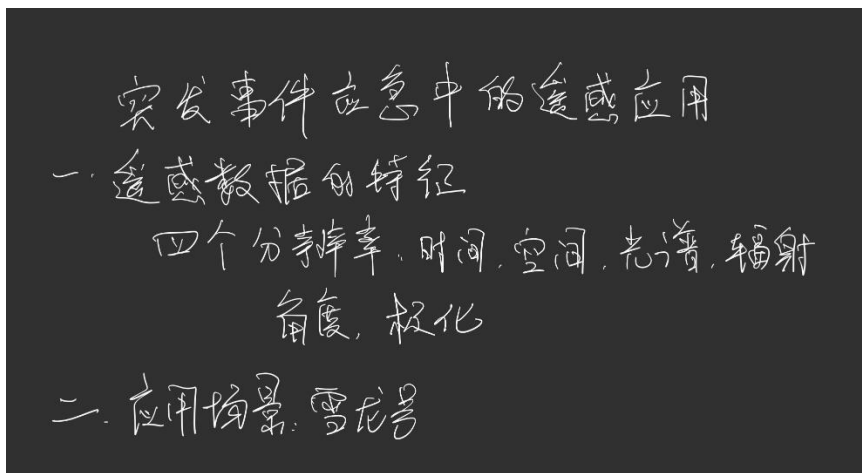 突发事件应急中的遥感应用
一.遥感数据的特征
四个分辨率.时间.空间.光谱.辐射
角度.极化
二.应用场景:雪龙号